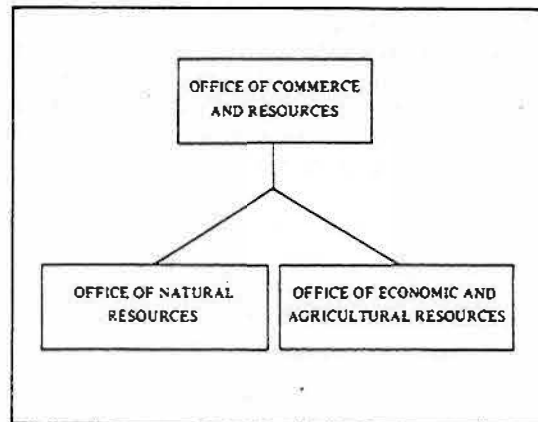 OFFICE OF COMMERCE
AND RESOURCES
OFFICE OF NATURAL
RESOURCES
OFFICE OF ECONOMIC AND
AGRICULTURAL RESOURCES